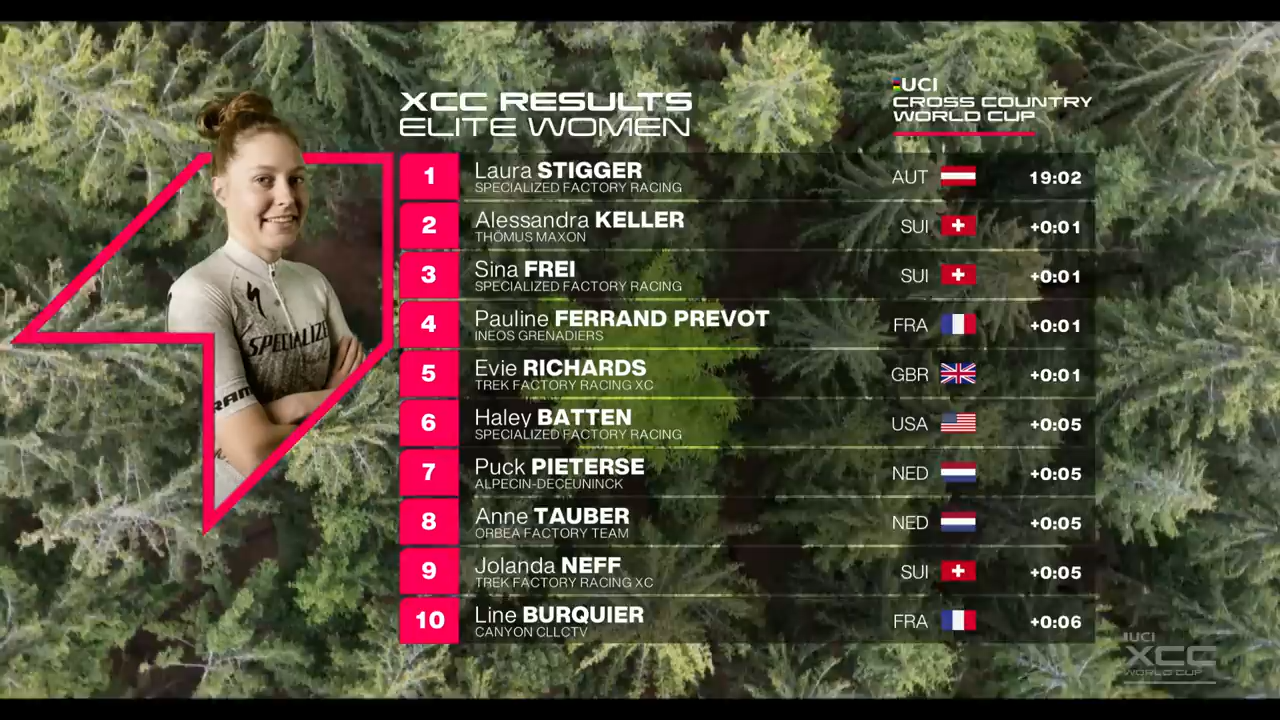 XCC RESULTS
ELITE WOMEN
UCI
CROSS COUNTRY
WORLD CUP
1 Laura STIGGER AUT 19:02
SPECIALIZED FACTORY RACING
2 Alessandra KELLER SUI +0:01
THÖMUS MAXON
3 Sina FREI SUI +0:01
SPECIALIZED FACTORY RACING
4 Pauline FERRAND PREVOT FRA +0:01
INEOS GRENADIERS
5 Evie RICHARDS GBR +0:01
TREK FACTORY RACING XC
6 Haley BATTEN USA +0:05
SPECIALIZED FACTORY RACING
7 Puck PIETERSE NED +0:05
ALPECIN-DECEUNINCK
8 Anne TAUBER NED +0:05
ORBEA FACTORY TEAM
9 Jolanda NEFF SUI +0:05
TREK FACTORY RACING XC
10 Line BURQUIER FRA +0:06
CANYON CLLCTV
SPECIALIZE
RAM
UCI
XCC
WORLD CUP